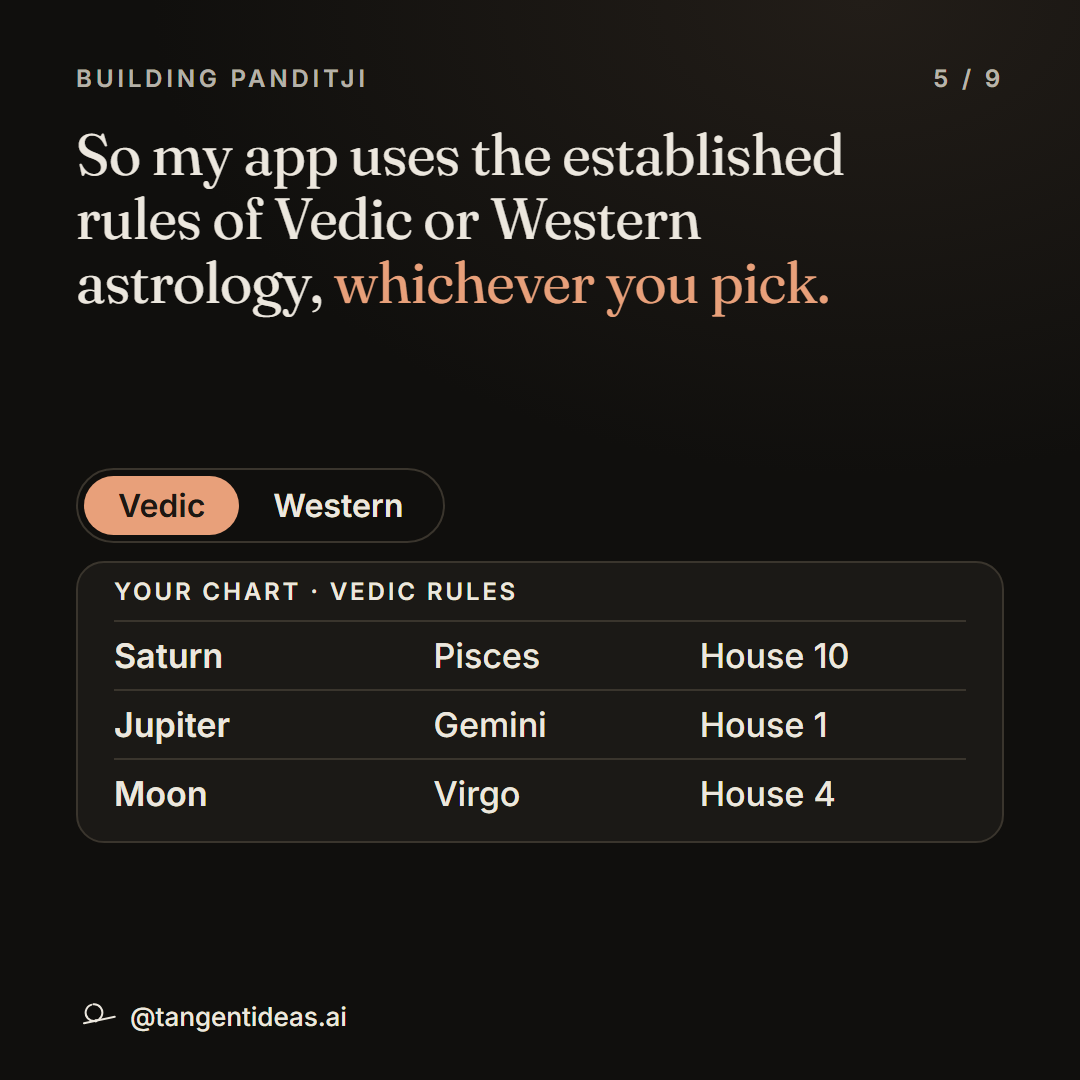 BUILDING PANDITJI
5 / 9
So my app uses the established
rules of Vedic or Western
astrology, whichever you pick.
Vedic Western
YOUR CHART · VEDIC RULES
Saturn Pisces House 10
Jupiter Gemini House 1
Moon Virgo House 4
@tangentideas.ai